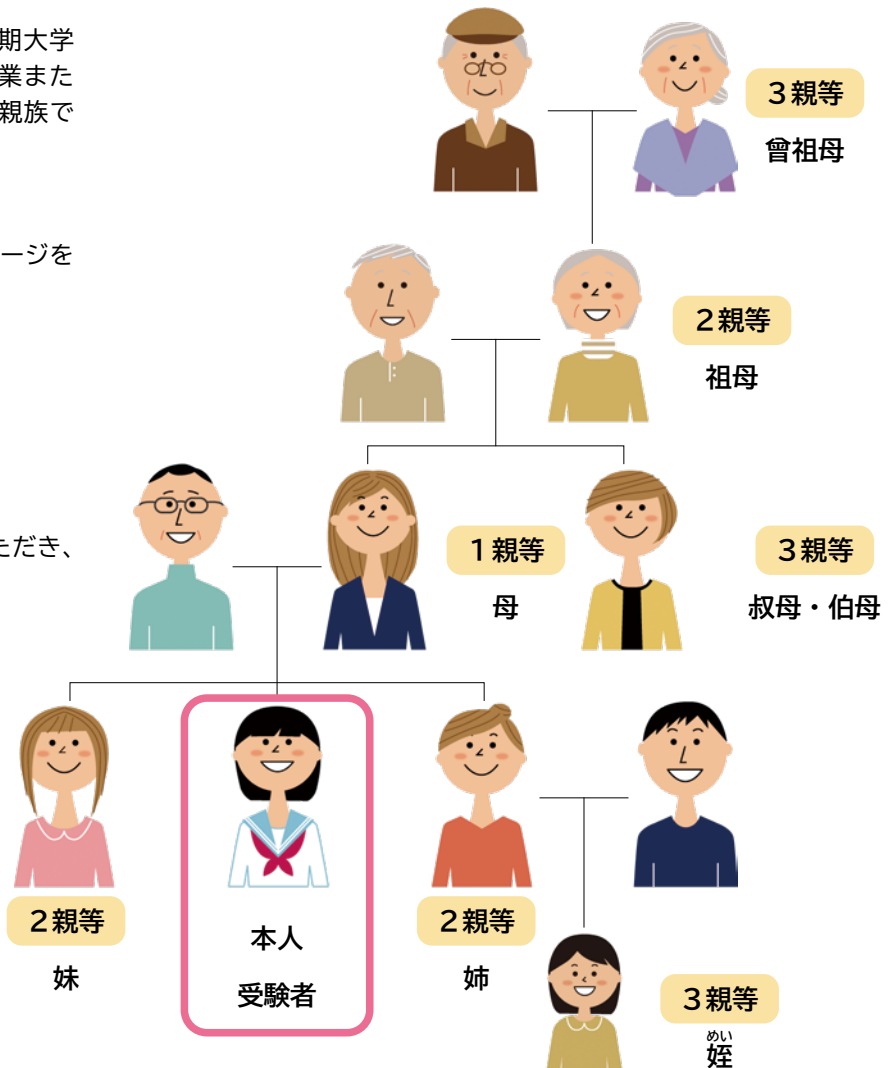 期大学
業また
親族で
ージを
ただき、
3親等
曾祖母
2親等
祖母
1親等
母
3親等
叔母・伯母
2親等
妹
本人
受験者
2親等
姉
3親等
めい
姪